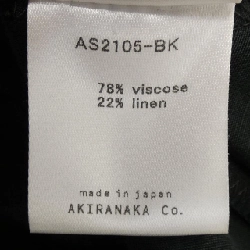 AS2105-BK
78% viscose
22% linen
made in japan
AKIRANAKA Co.